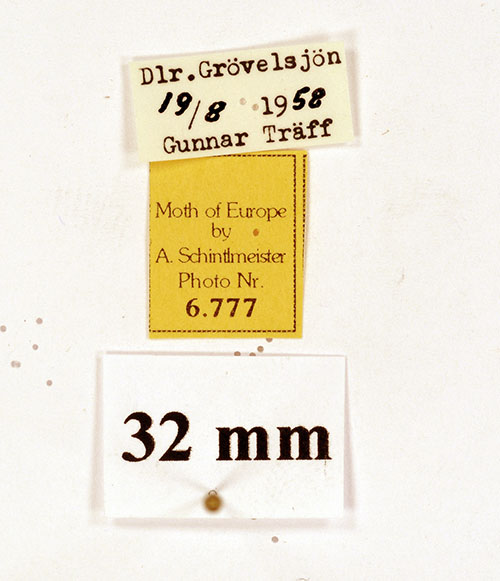 Dlr.Grövelsjön
19/8 1958
Gunnar Träff
Moth of Europe
by
A. Schintlmeister
Photo Nr.
6.777
32 mm